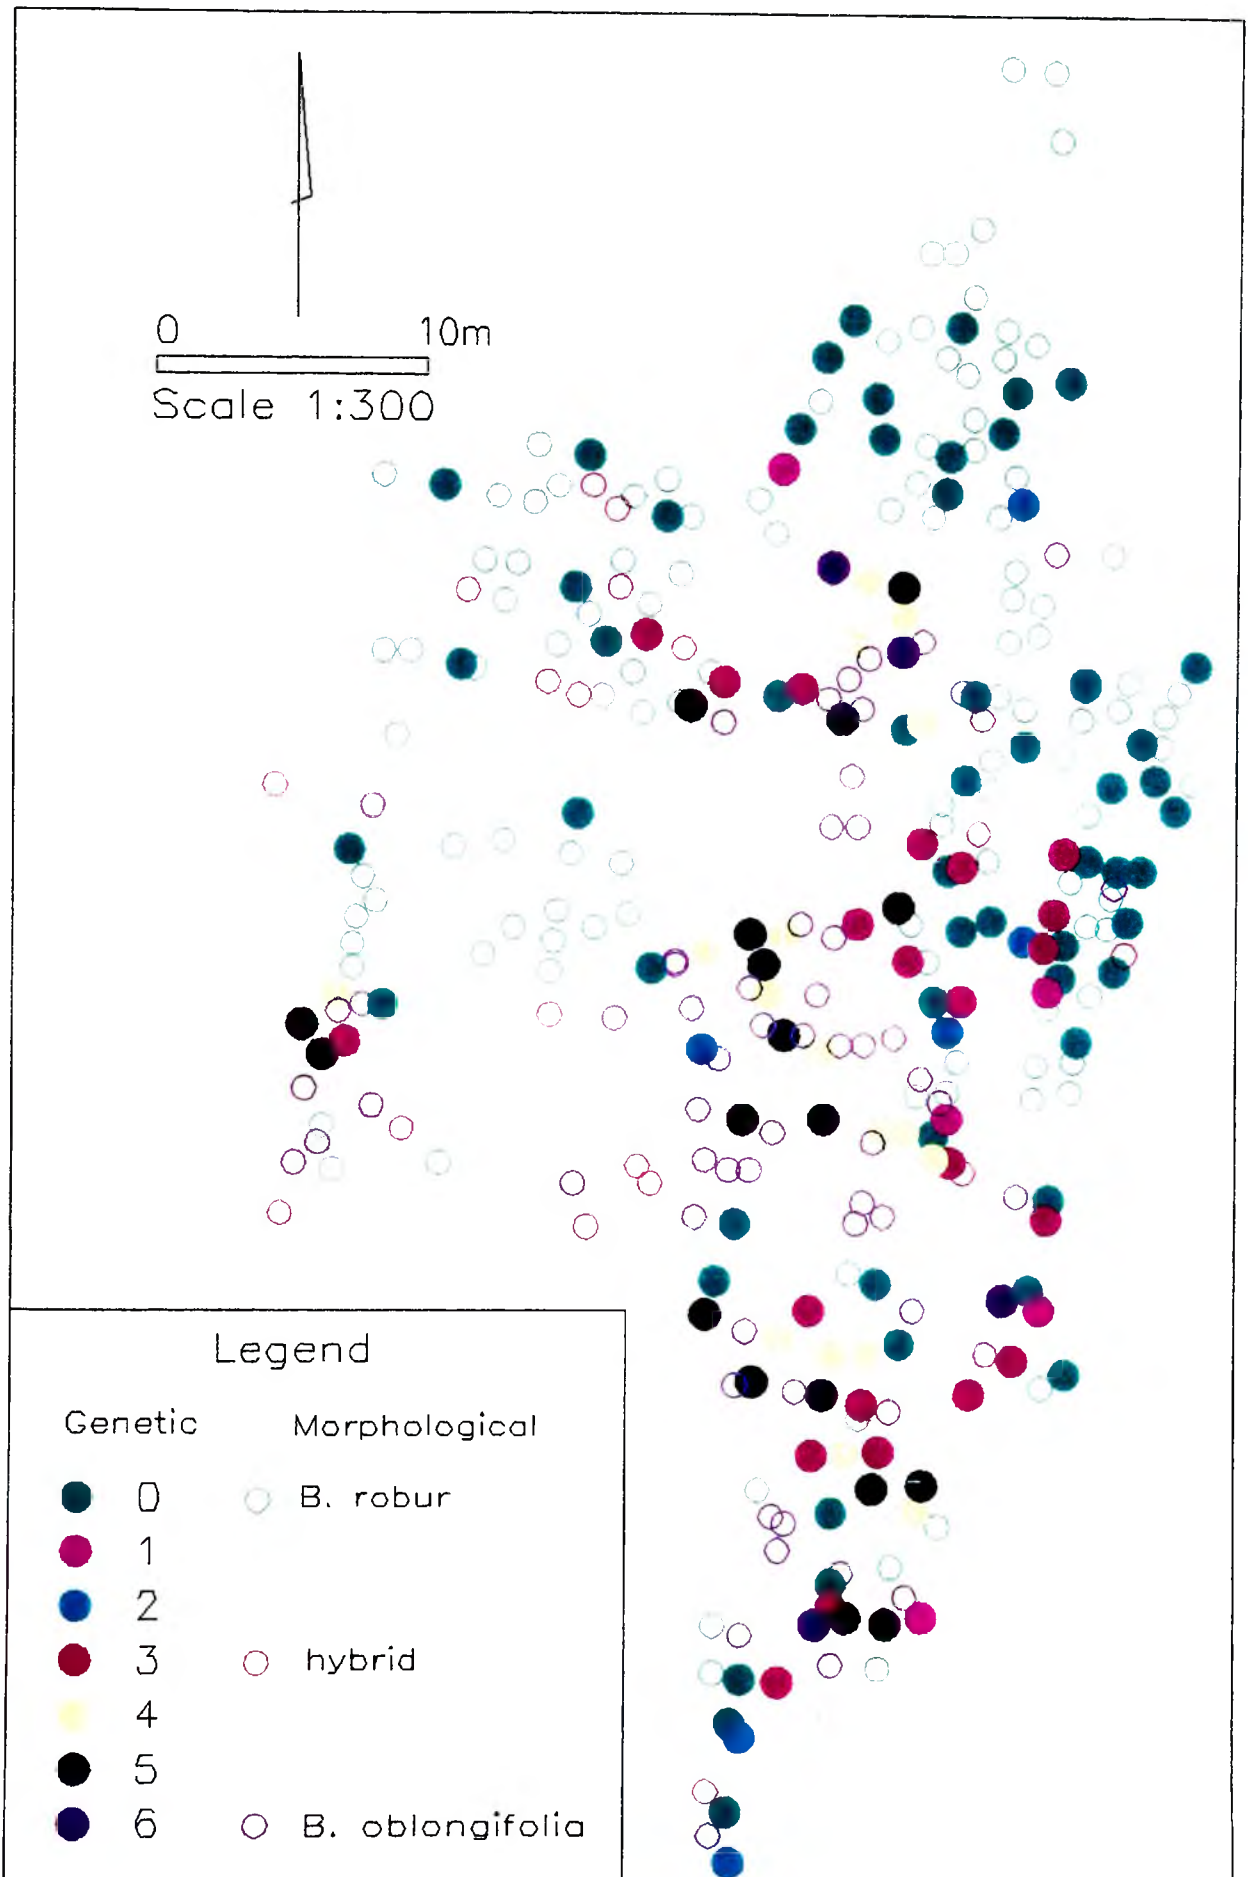 0 10m
Scale 1:300
Legend
Genetic Morphological
0 B. robur
1
2
3 hybrid
4
5
6 B. oblongifolia